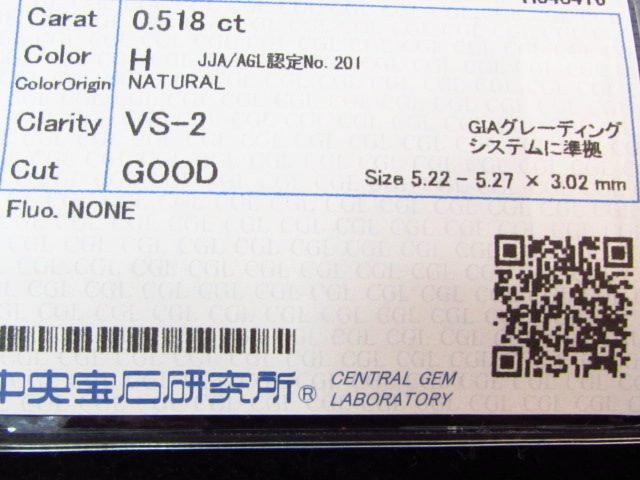 Carat 0.518 ct
Color H JJA/AGL認定No. 201
ColorOrigin NATURAL
Clarity VS-2
GIAグレーディング
システムに準拠
Cut GOOD Size 5.22 - 5.27 × 3.02 mm
Fluo. NONE
中央宝石研究所® CENTRAL GEM
LABORATORY